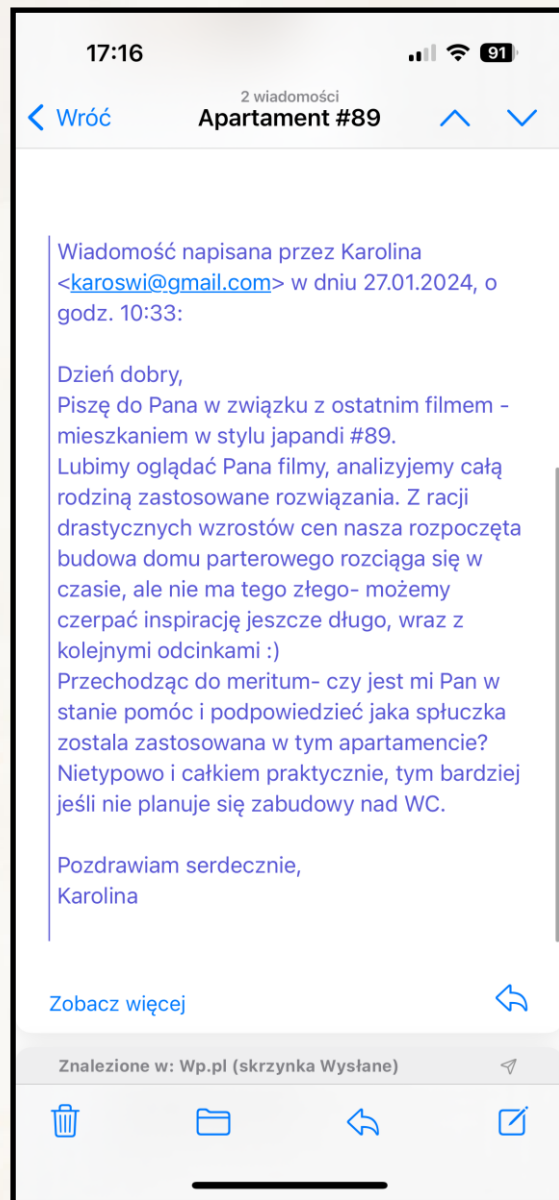 17:16
91
2 wiadomości
Wróć
Apartament #89
Wiadomość napisana przez Karolina
<karoswi@gmail.com> w dniu 27.01.2024, o
godz. 10:33:
Dzień dobry,
Piszę do Pana w związku z ostatnim filmem -
mieszkaniem w stylu japandi #89.
Lubimy oglądać Pana filmy, analizyjemy całą
rodziną zastosowane rozwiązania. Z racji
drastycznych wzrostów cen nasza rozpoczęta
budowa domu parterowego rozciąga się w
czasie, ale nie ma tego złego- możemy
czerpać inspirację jeszcze długo, wraz z
kolejnymi odcinkami :)
Przechodząc do meritum- czy jest mi Pan w
stanie pomóc i podpowiedzieć jaka spłuczka
zostala zastosowana w tym apartamencie?
Nietypowo i całkiem praktycznie, tym bardziej
jeśli nie planuje się zabudowy nad WC.
Pozdrawiam serdecznie,
Karolina
Zobacz więcej
Znalezione w: Wp.pl (skrzynka Wysłane)